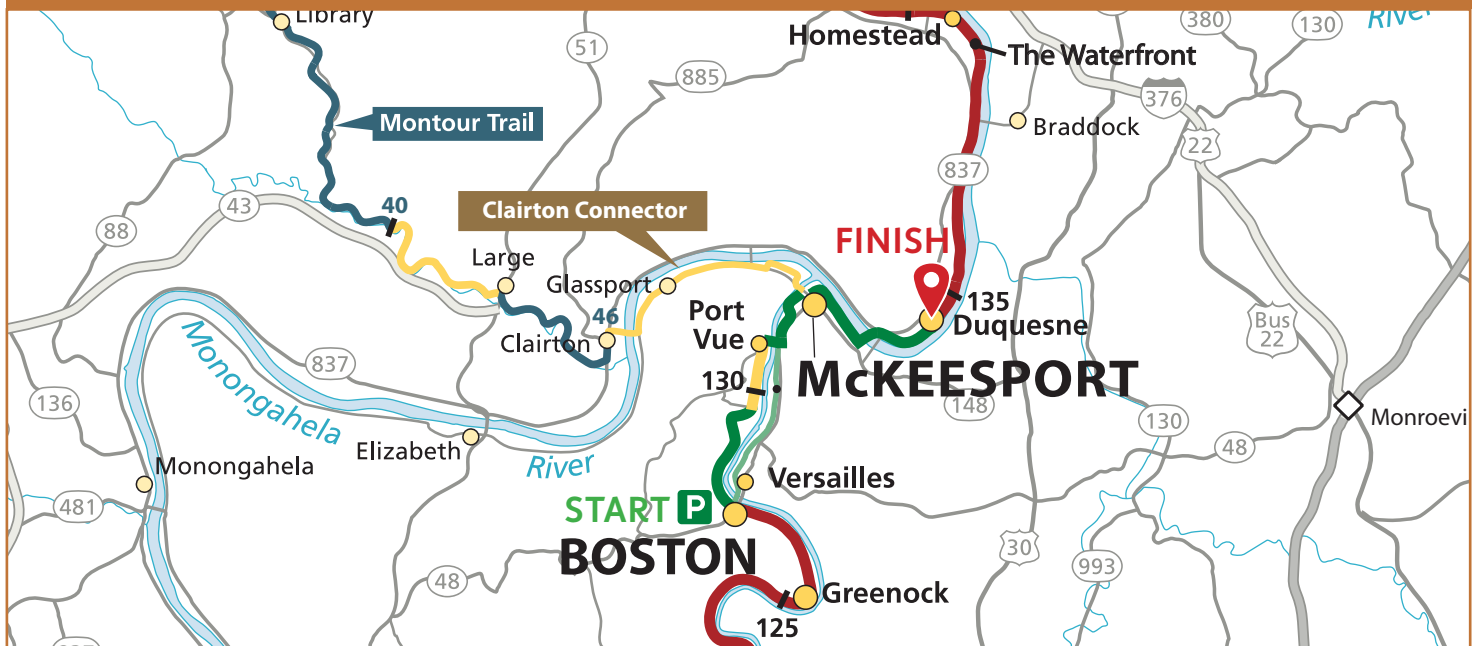 Library
51
Homestead
380
130
River
The Waterfront
885
376
Montour Trail
Braddock
22
837
43
40
Clairton Connector
88
FINISH
Large
Glassport
135
Port
Vue
46
Duquesne
Clairton
Bus
22
837
130
McKEESPORT
Monongahela
136
148
130
Monroevi
48
Elizabeth
River
Monongahela
Versailles
481
START P
BOSTON
30
993
48
Greenock
125